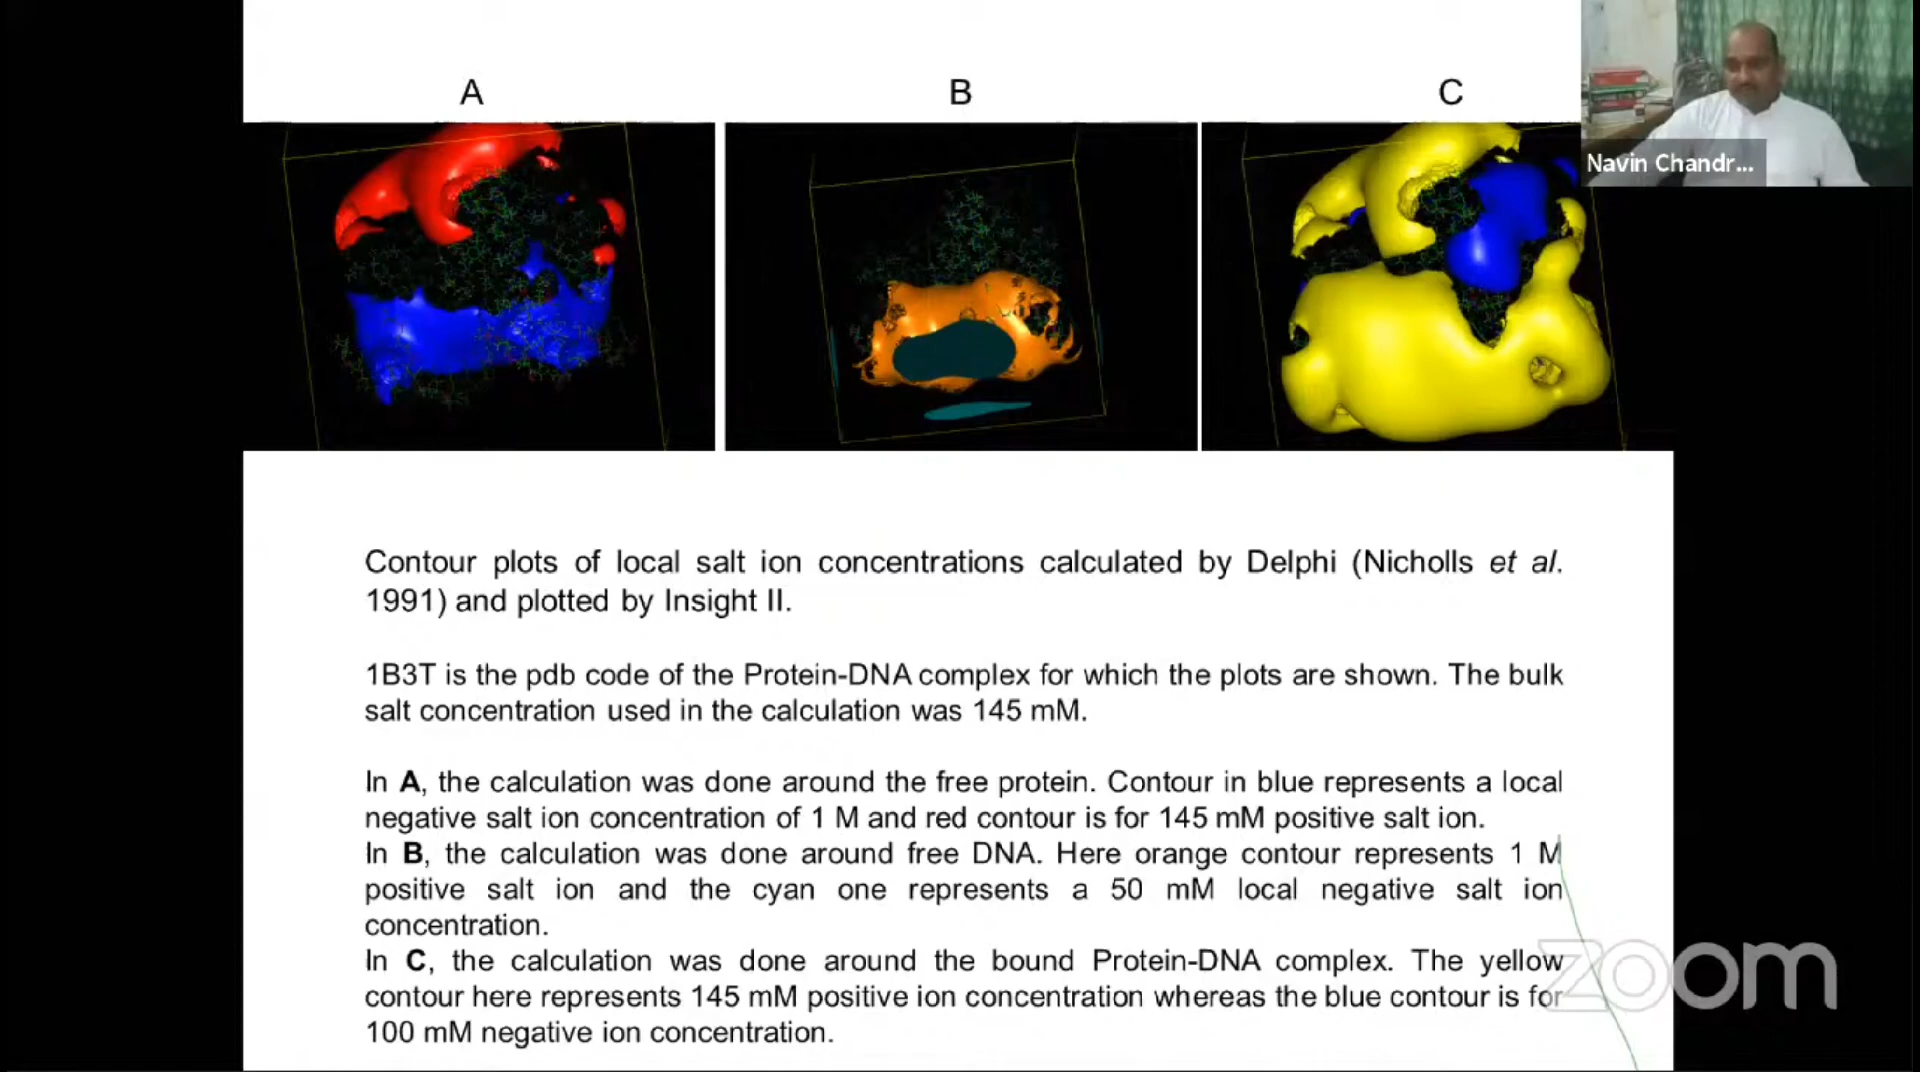 A
B
C
Navin Chandr...
Contour plots of local salt ion concentrations calculated by Delphi (Nicholls et al.
1991) and plotted by Insight II.
1B3T is the pdb code of the Protein-DNA complex for which the plots are shown. The bulk
salt concentration used in the calculation was 145 mM.
In A, the calculation was done around the free protein. Contour in blue represents a local
negative salt ion concentration of 1 M and red contour is for 145 mM positive salt ion.
In B, the calculation was done around free DNA. Here orange contour represents 1 M
positive salt ion and the cyan one represents a 50 mM local negative salt ion
concentration.
In C, the calculation was done around the bound Protein-DNA complex. The yellow
contour here represents 145 mM positive ion concentration whereas the blue contour is for
100 mM negative ion concentration.
zoom